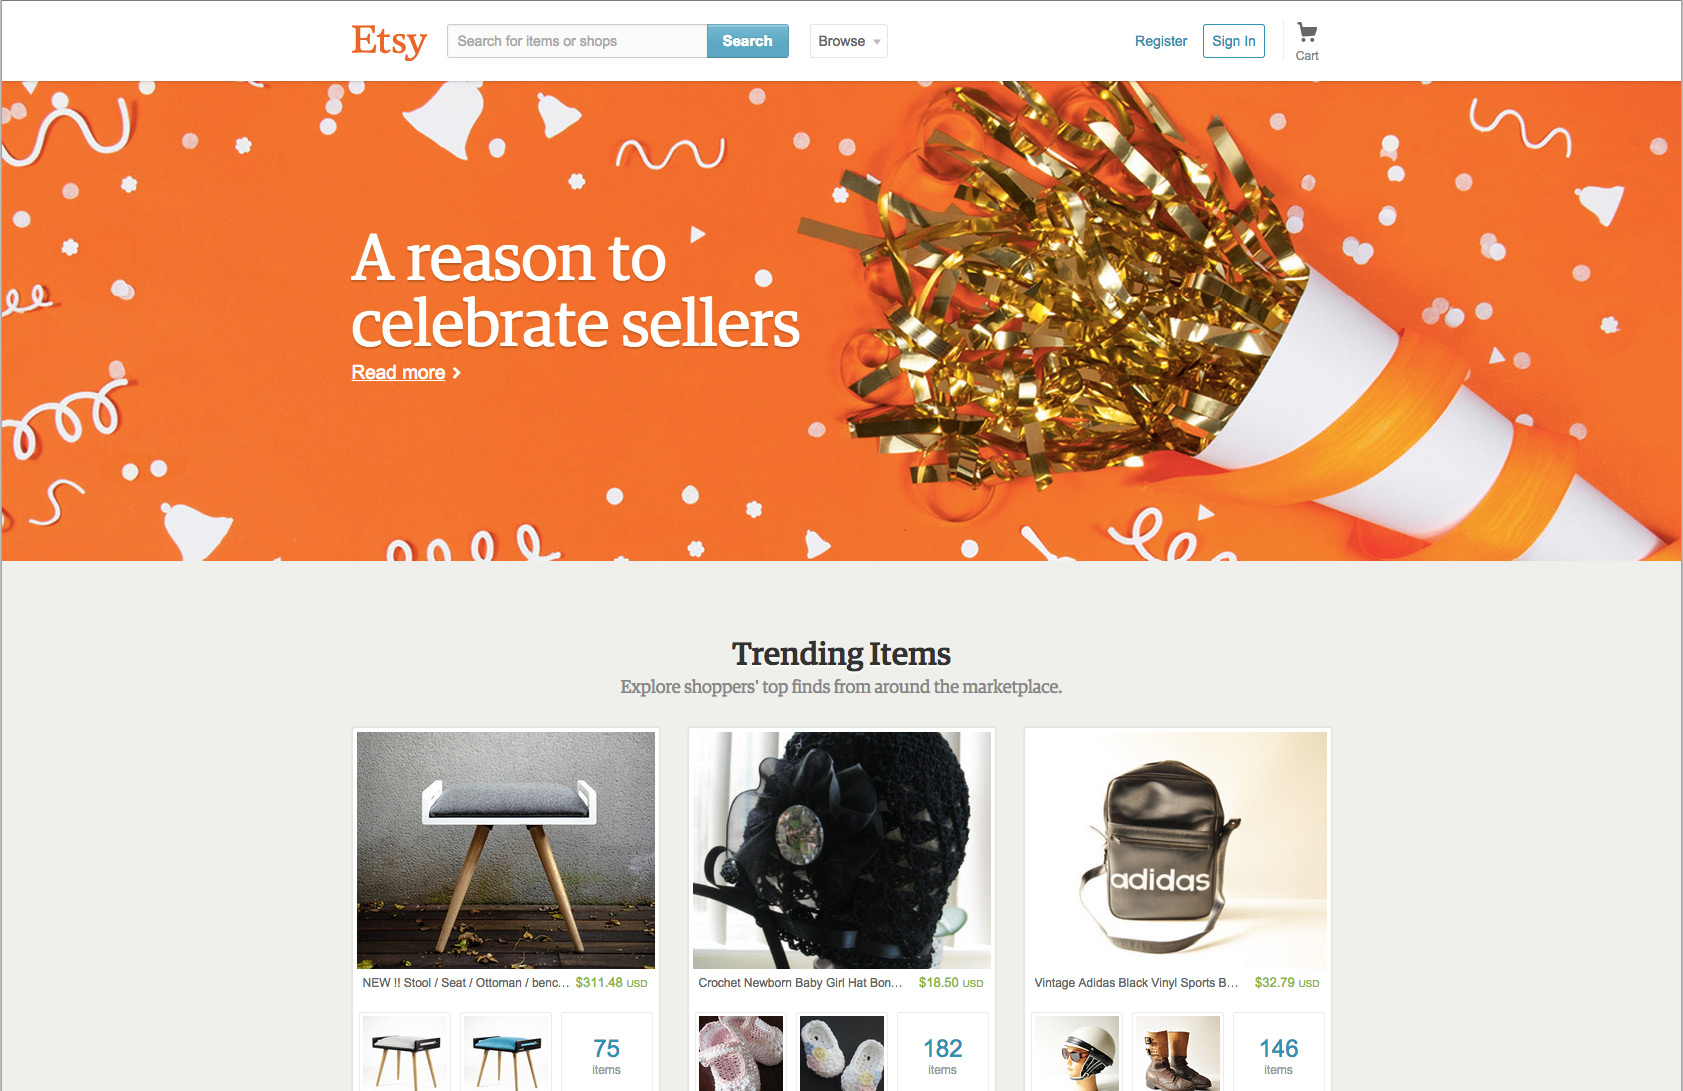 Etsy
Search for items or shops
Search
Browse
Register
Sign In
Cart
A reason to
celebrate sellers
Read more
Trending Items
Explore shoppers' top finds from around the marketplace.
adidas
NEW !! Stool / Seat / Ottoman / benc... $311.48 USD
Crochet Newborn Baby Girl Hat Bon... $18.50 USD
Vintage Adidas Black Vinyl Sports B... $32.79 USD
75
items
182
items
146
items